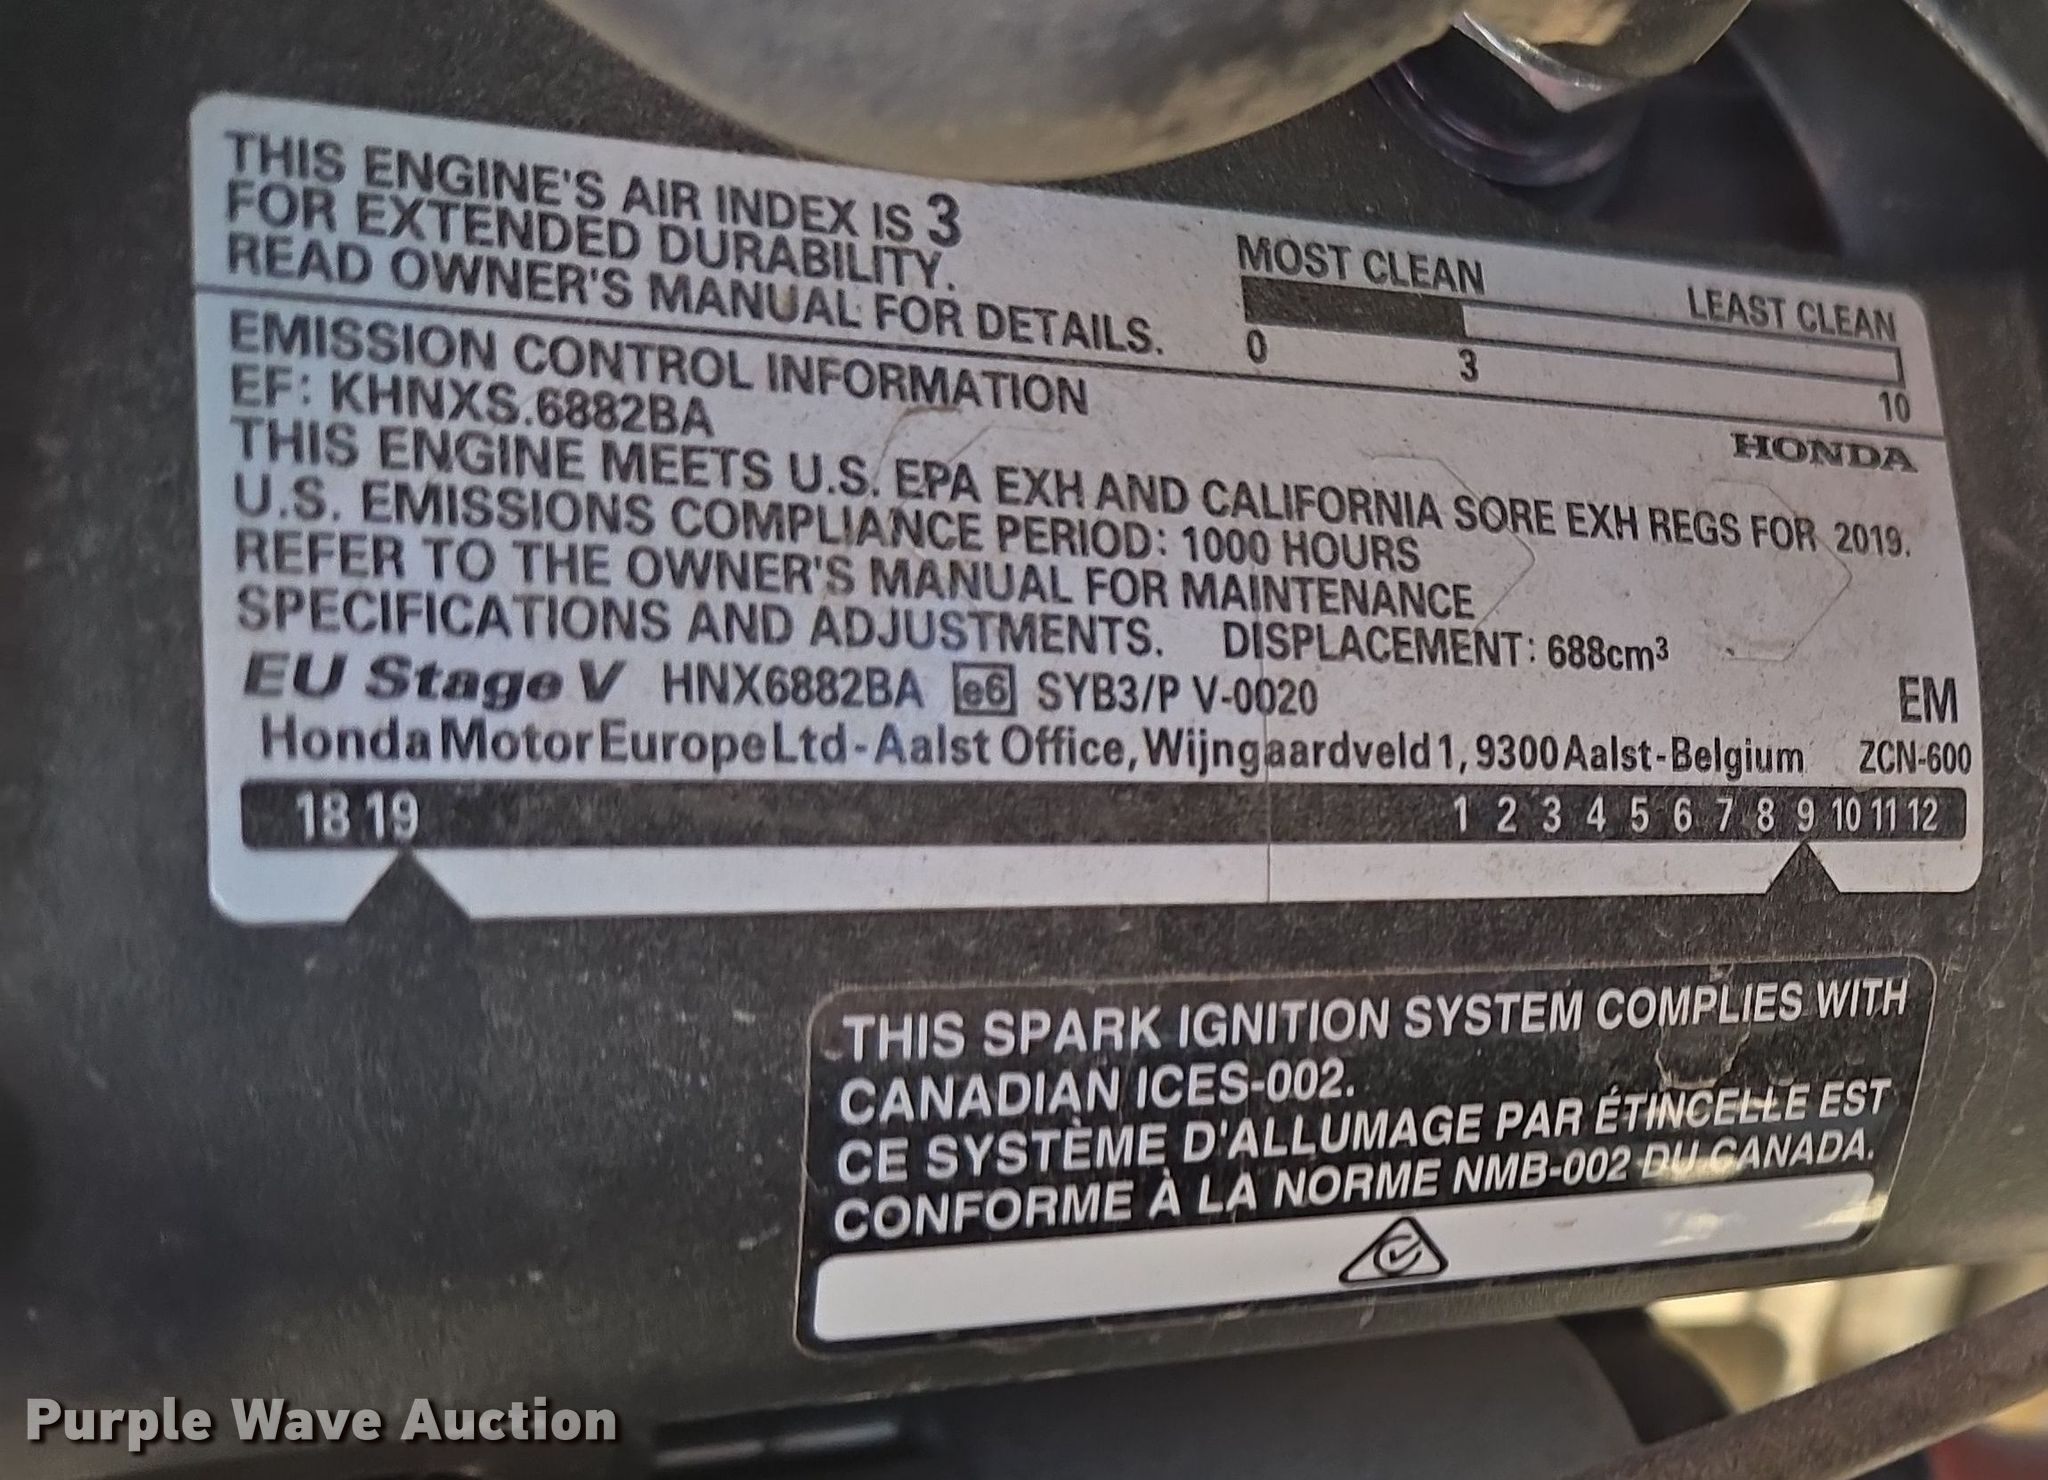 THIS ENGINE'S AIR INDEX IS 3
FOR EXTENDED DURABILITY.
READ OWNER'S MANUAL FOR DETAILS.
MOST CLEAN
LEAST CLEAN
0 3 10
EMISSION CONTROL INFORMATION
EF: KHNXS.6882BA
HONDA
THIS ENGINE MEETS U.S. EPA EXH AND CALIFORNIA SORE EXH REGS FOR 2019.
U.S. EMISSIONS COMPLIANCE PERIOD: 1000 HOURS
REFER TO THE OWNER'S MANUAL FOR MAINTENANCE
SPECIFICATIONS AND ADJUSTMENTS. DISPLACEMENT: 688cm³
EU Stage V HNX6882BA e6 SYB3/P V-0020 EM
Honda Motor Europe Ltd - Aalst Office, Wijngaardveld 1, 9300 Aalst - Belgium ZCN-600
18 19 1 2 3 4 5 6 7 8 9 10 11 12
THIS SPARK IGNITION SYSTEM COMPLIES WITH
CANADIAN ICES-002.
CE SYSTÈME D'ALLUMAGE PAR ÉTINCELLE EST
CONFORME À LA NORME NMB-002 DU CANADA.
Purple Wave Auction